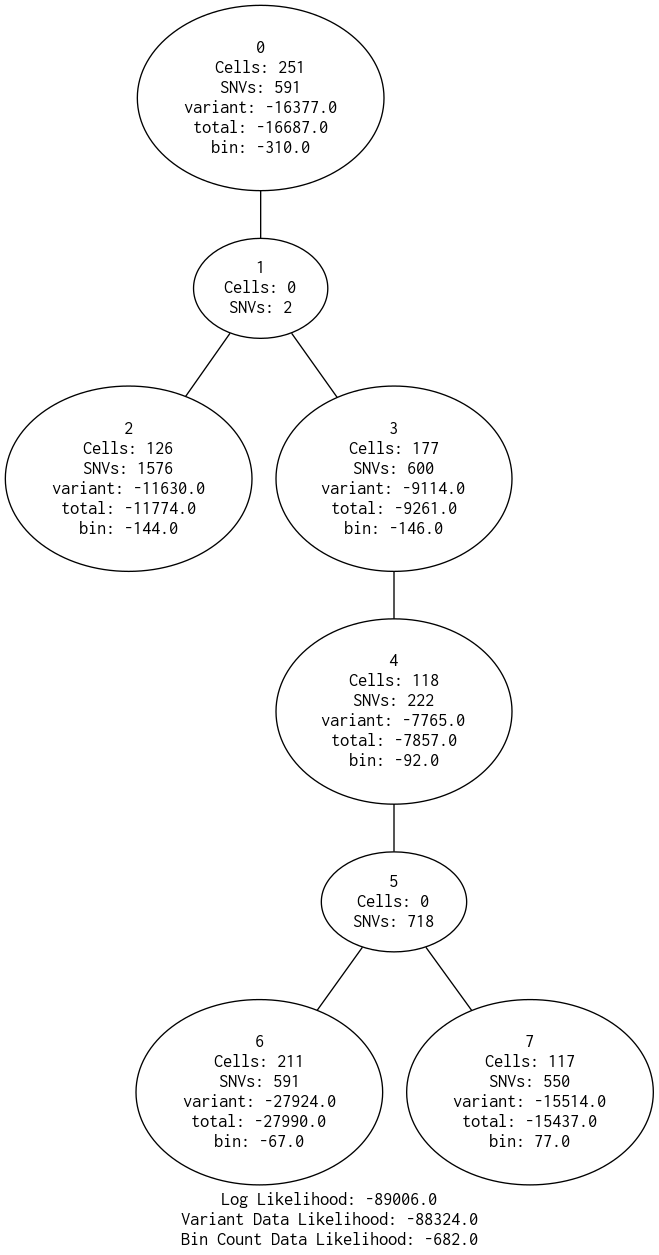 0
Cells: 251
SNVs: 591
variant: -16377.0
total: -16687.0
bin: -310.0
1
Cells: 0
SNVs: 2
2
Cells: 126
SNVs: 1576
variant: -11630.0
total: -11774.0
bin: -144.0
3
Cells: 177
SNVs: 600
variant: -9114.0
total: -9261.0
bin: -146.0
4
Cells: 118
SNVs: 222
variant: -7765.0
total: -7857.0
bin: -92.0
5
Cells: 0
SNVs: 718
6
Cells: 211
SNVs: 591
variant: -27924.0
total: -27990.0
bin: -67.0
7
Cells: 117
SNVs: 550
variant: -15514.0
total: -15437.0
bin: 77.0
Log Likelihood: -89006.0
Variant Data Likelihood: -88324.0
Bin Count Data Likelihood: -682.0